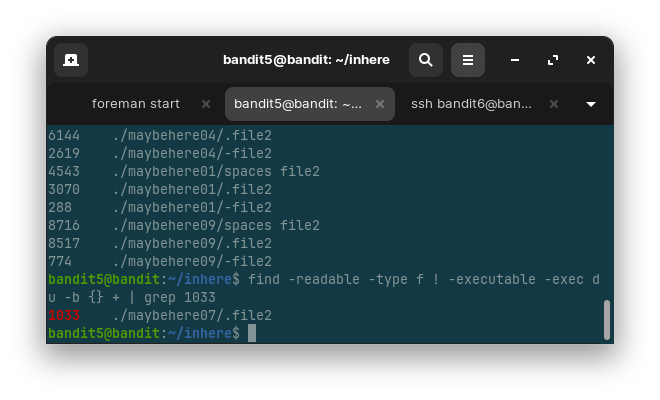 bandit5@bandit: ~/inhere
foreman start
bandit5@bandit: ~...
ssh bandit6@ban...
6144    ./maybehere04/.file2
2619    ./maybehere04/-file2
4543    ./maybehere01/spaces file2
3070    ./maybehere01/.file2
288     ./maybehere01/-file2
8716    ./maybehere09/spaces file2
8517    ./maybehere09/.file2
774     ./maybehere09/-file2
bandit5@bandit:~/inhere$ find -readable -type f ! -executable -exec d
u -b {} + | grep 1033
1033    ./maybehere07/.file2
bandit5@bandit:~/inhere$